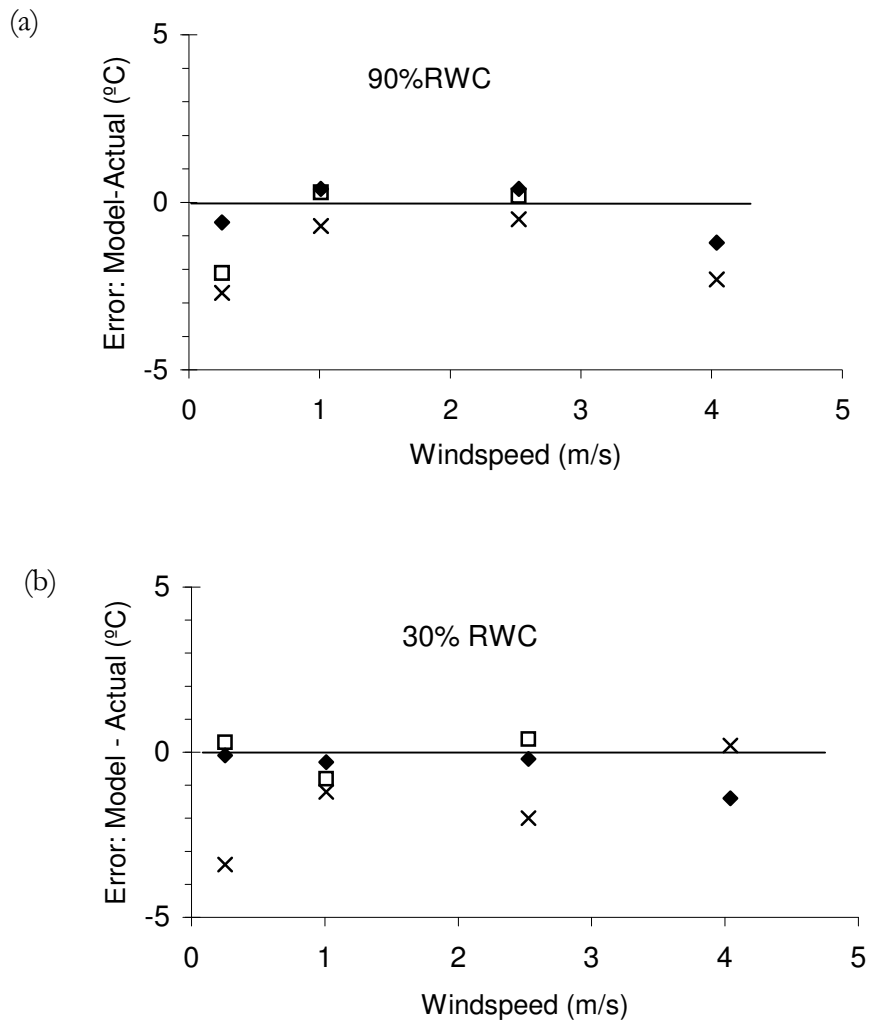 (a)
5
90%RWC
Error: Model-Actual (ºC)
0
-5
0 1 2 3 4 5
Windspeed (m/s)
(b)
5
30% RWC
Error: Model - Actual (ºC)
0
-5
0 1 2 3 4 5
Windspeed (m/s)